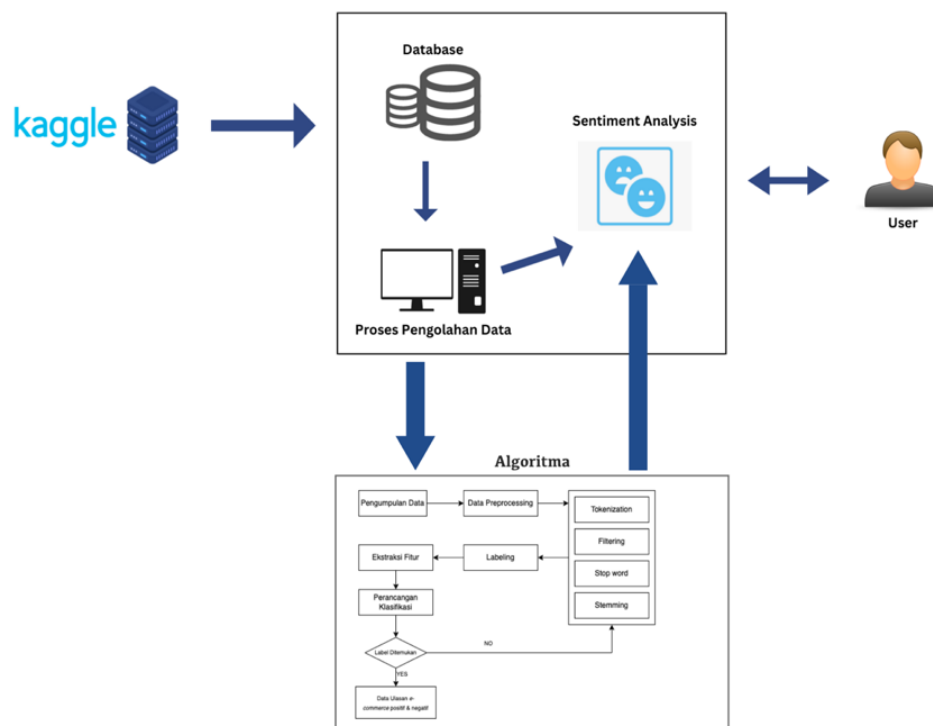 Database
kaggle
Sentiment Analysis
User
Proses Pengolahan Data
Algoritma
Pengumpulan Data
Data Preprocessing
Tokenization
Filtering
Stop word
Stemming
Labeling
Ekstraksi Fitur
Perancangan
Klasifikasi
Label Ditemukan
NO
YES
Data Ulasan e-
commerce positif & negatif